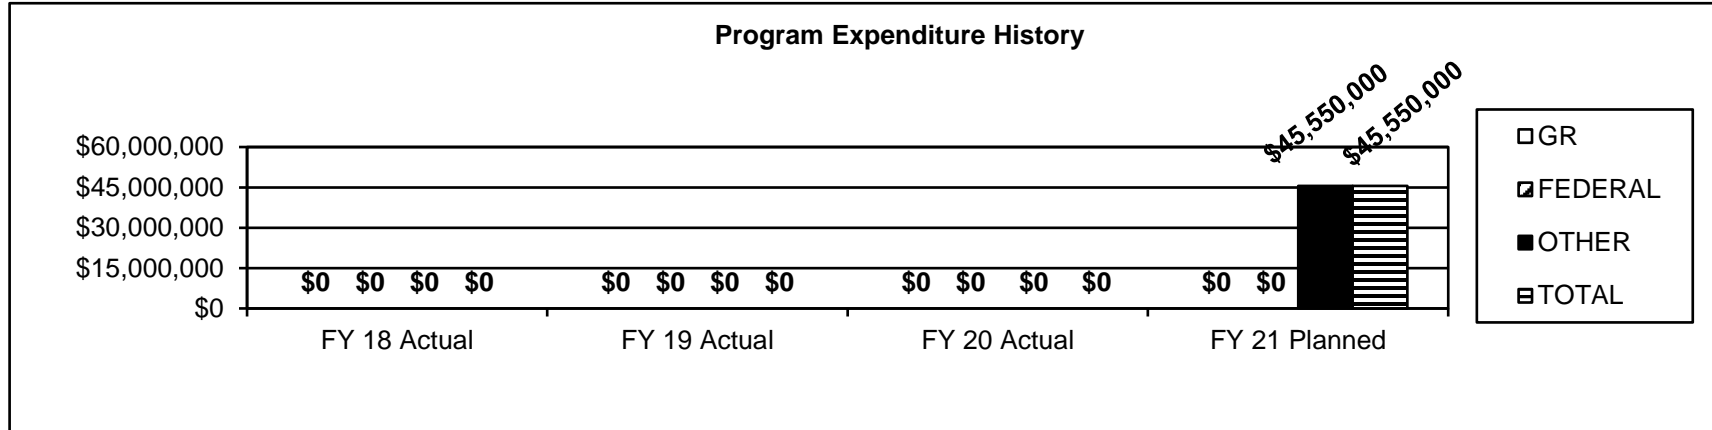 Program Expenditure History
$45,550,000 $45,550,000
$60,000,000
$45,000,000
$30,000,000
$15,000,000
$0
$0 $0 $0 $0 $0 $0 $0 $0 $0 $0 $0 $0 $0 $0
FY 18 Actual FY 19 Actual FY 20 Actual FY 21 Planned
GR
FEDERAL
OTHER
TOTAL